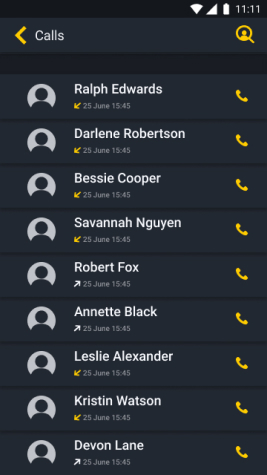 11:11
Calls
Ralph Edwards
25 June 15:45
Darlene Robertson
25 June 15:45
Bessie Cooper
25 June 15:45
Savannah Nguyen
25 June 15:45
Robert Fox
25 June 15:45
Annette Black
25 June 15:45
Leslie Alexander
25 June 15:45
Kristin Watson
25 June 15:45
Devon Lane
25 June 15:45